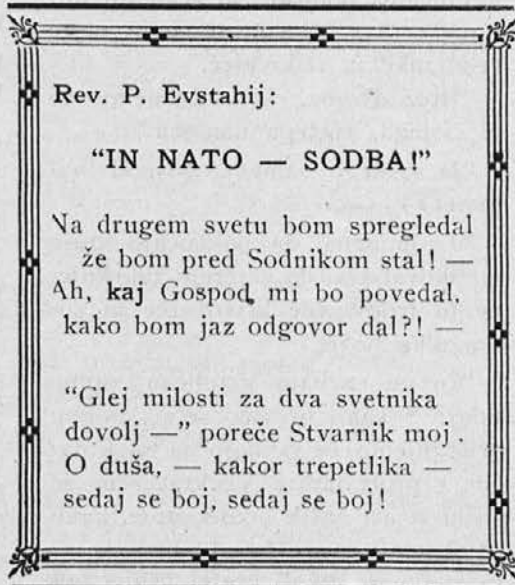 Rev. P. Evstahij:
“IN NATO — SODBA!”
Na drugem svetu bom spregledal
že bom pred Sodnikom stal! —
Ah, kaj Gospod mi bo povedal,
kako bom jaz odgovor dal?! —
“Glej milosti za dva svetnika
dovolj —” poreče Stvarnik moj.
O duša, — kakor trepetlika —
sedaj se boj, sedaj se boj!